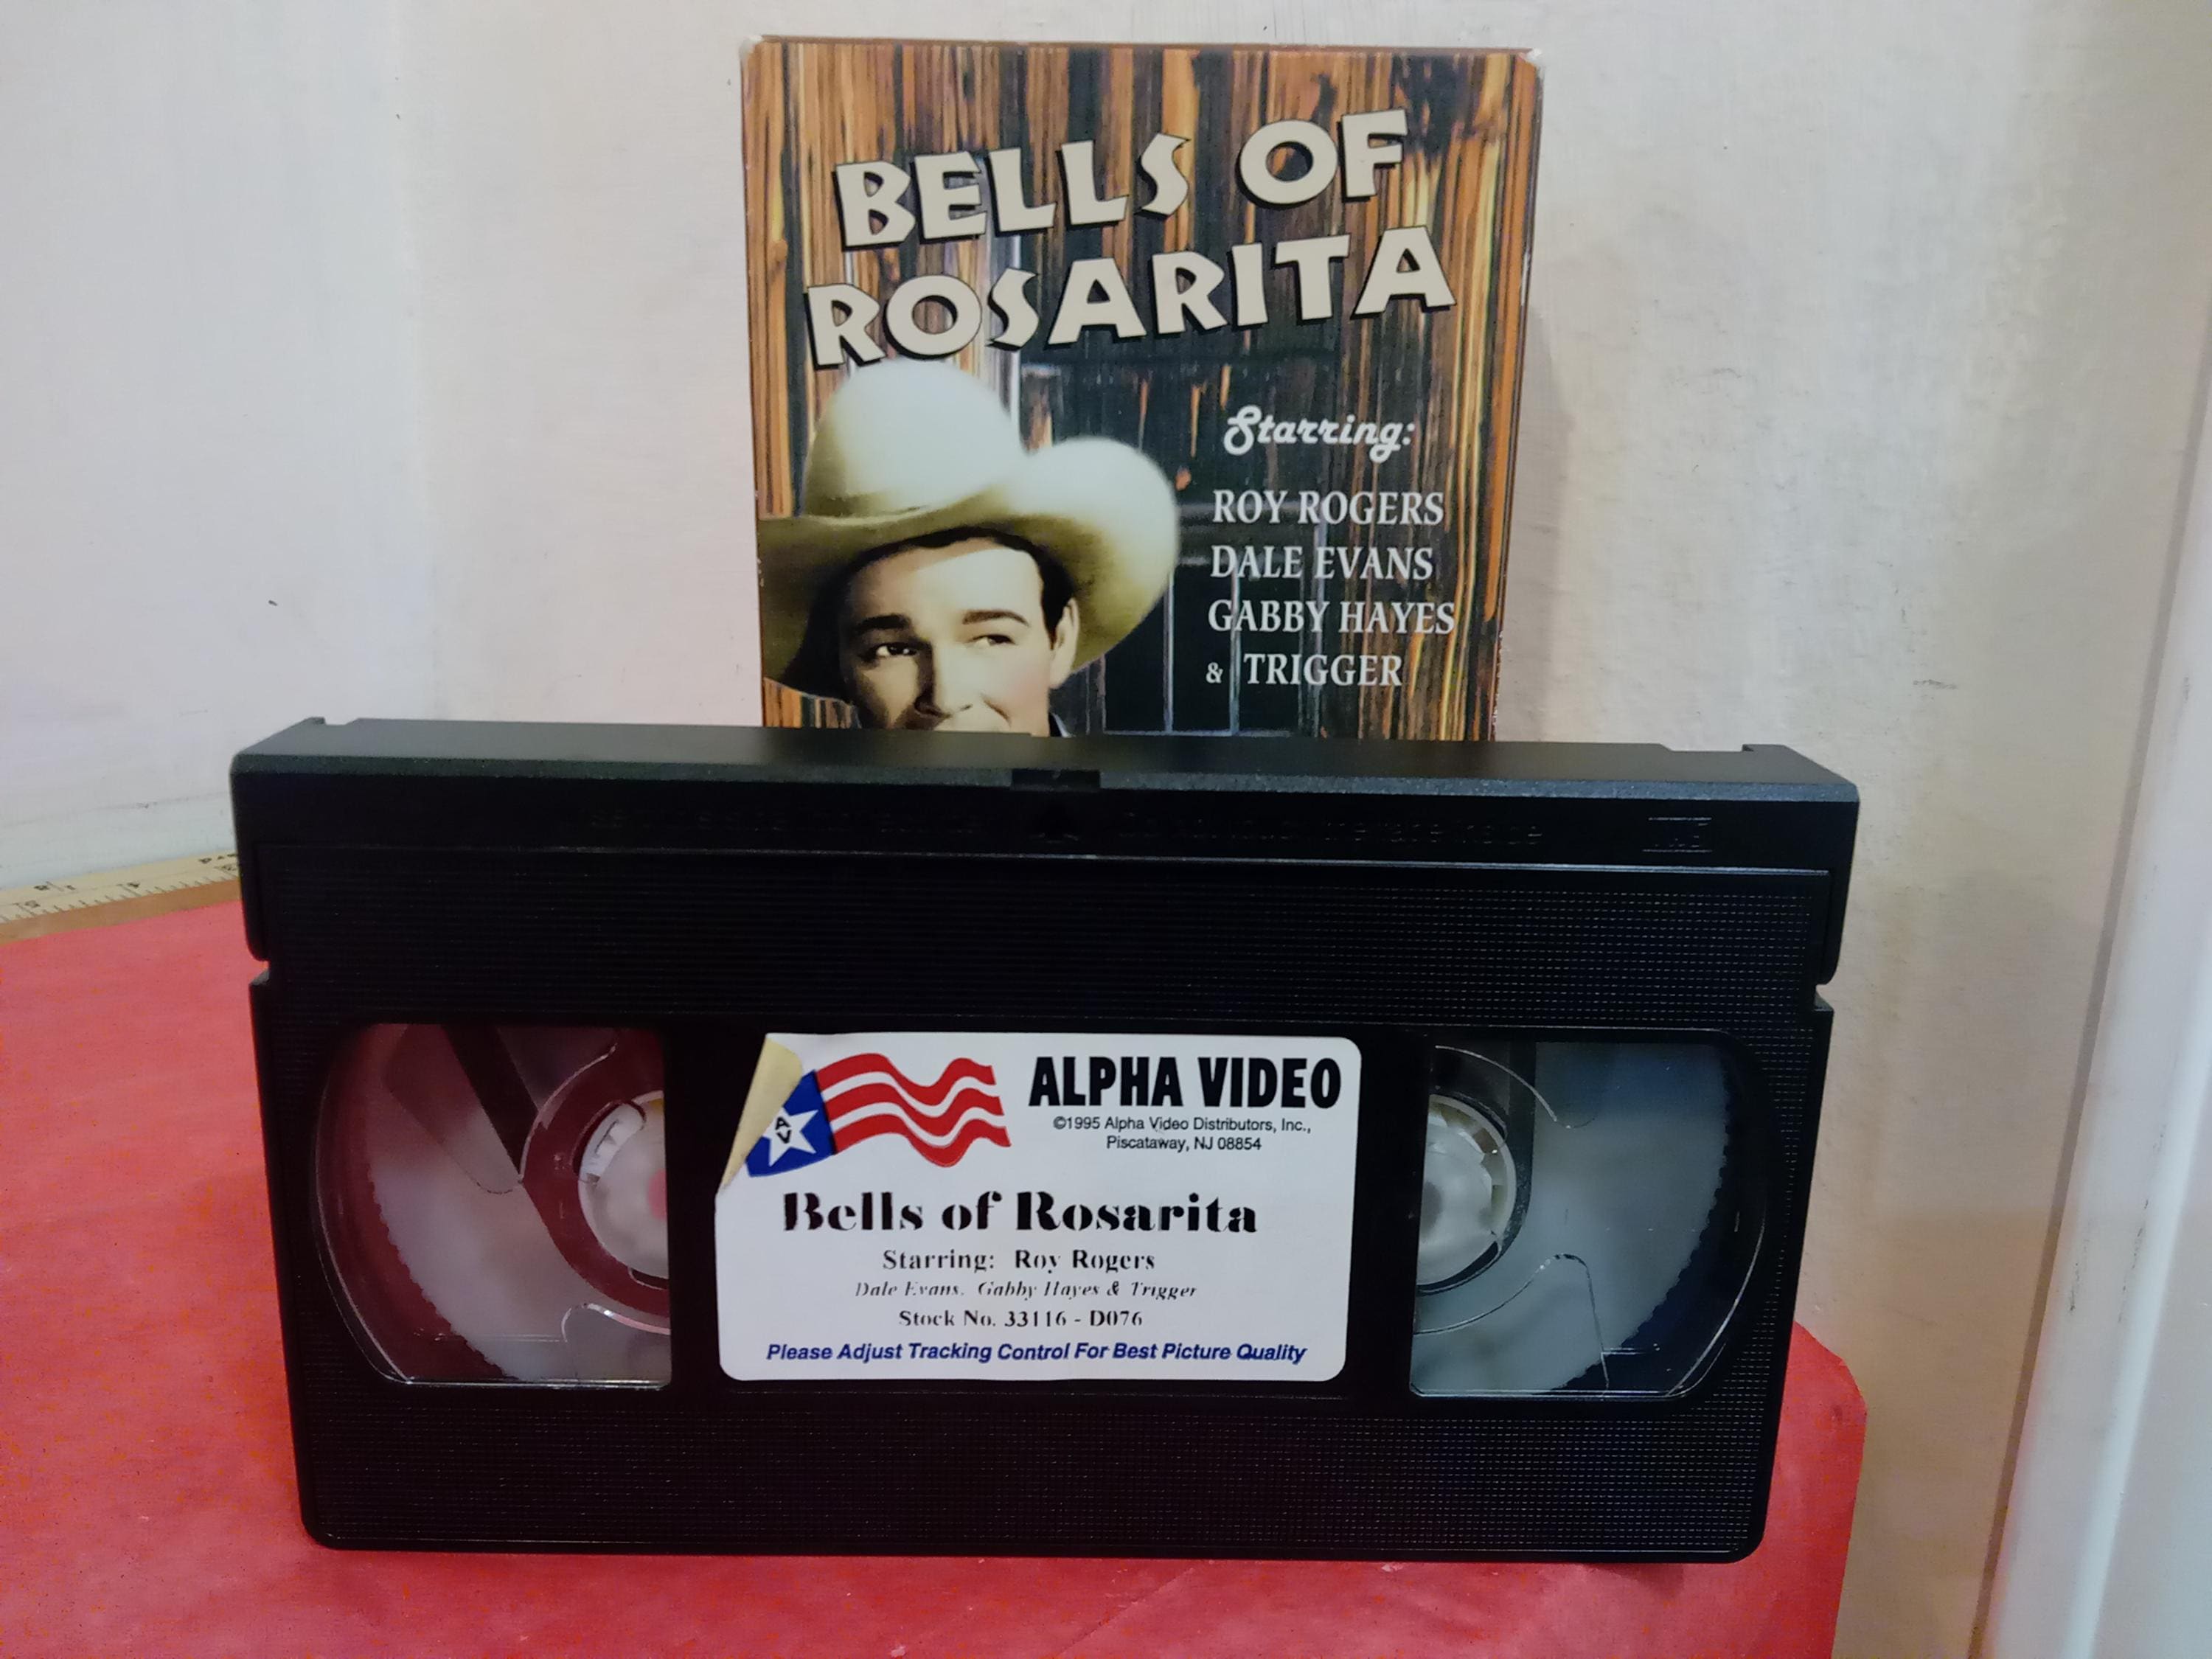 BELLS OF
ROSARITA
Starring:
ROY ROGERS
DALE EVANS
GABBY HAYES
& TRIGGER
AV
ALPHA VIDEO
©1995 Alpha Video Distributors, Inc.,
Piscataway, NJ 08854
Bells of Rosarita
Starring: Roy Rogers
Dale Evans, Gabby Hayes & Trigger
Stock No. 33116 - D076
Please Adjust Tracking Control For Best Picture Quality